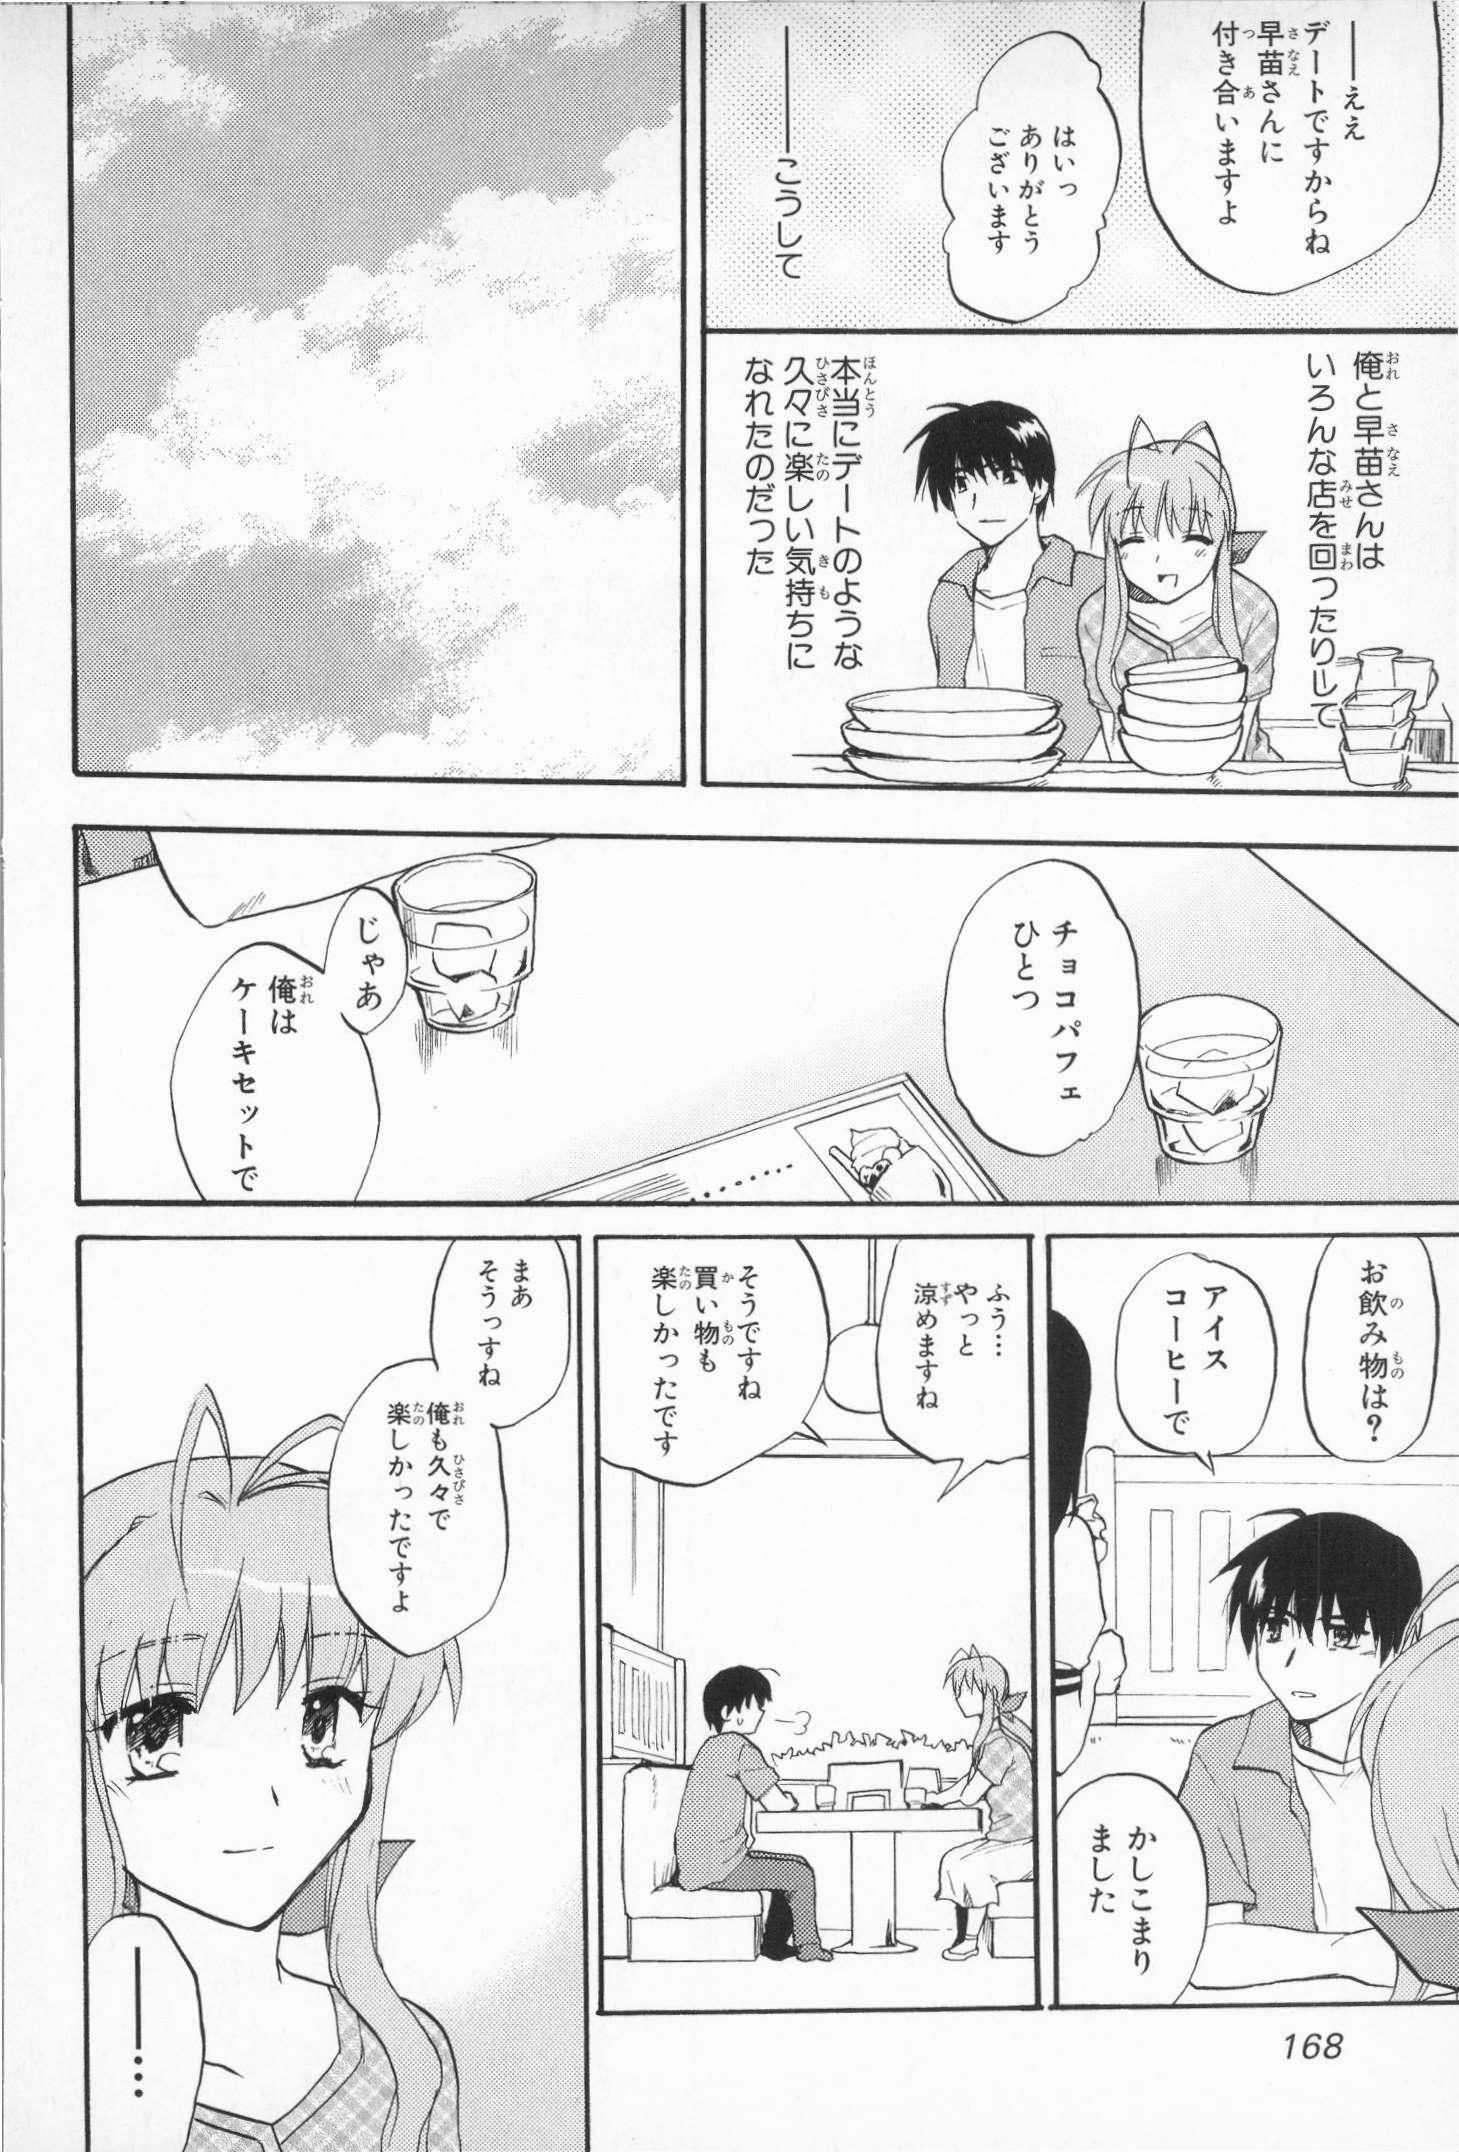 ――ええ
デートですからね
早苗さんに
付き合いますよ
はいっ
ありがとう
ございます
――――こうして
俺と早苗さんは
いろんな店を回ったりして
本当にデートのような
久々に楽しい気持ちに
なれたのだった
チョコパフェ
ひとつ
じゃあ
俺は
ケーキセットで
お飲み物は?
アイス
コーヒーで
かしこまり
ました
ふう…
やっと
涼めますね
そうですね
買い物も
楽しかったです
まあ
そうっすね
俺も久々で
楽しかったですよ
――――…
168